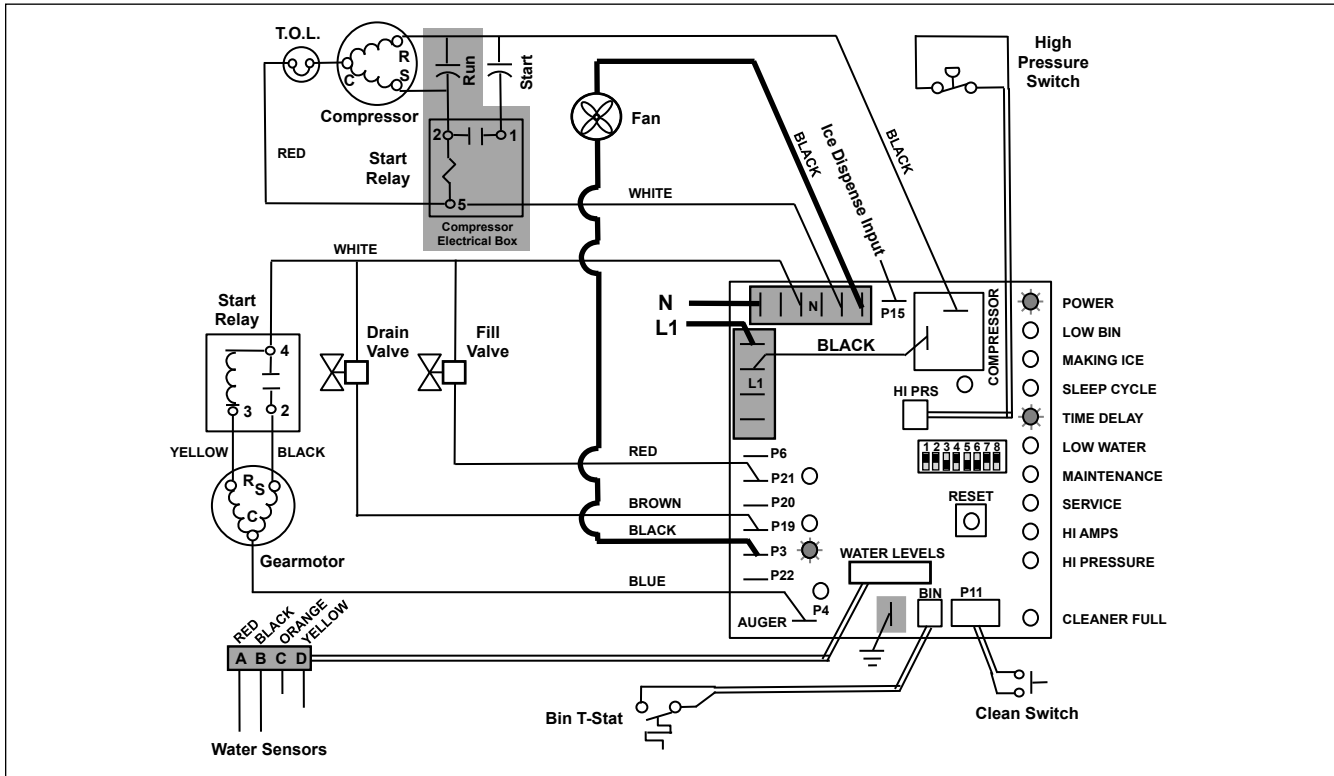 T.O.L.
R
S
C
Compressor
Run
Start
RED
2
1
Start
Relay
5
Compressor
Electrical Box
Fan
BLACK
Ice Dispense Input
BLACK
High
Pressure
Switch
WHITE
WHITE
Start
Relay
4
3
2
YELLOW
BLACK
R
S
C
Gearmotor
Drain
Valve
Fill
Valve
N
L1
N
P15
BLACK
L1
COMPRESSOR
HI PRS
1 2 3 4 5 6 7 8
RESET
RED
P6
P21
P20
BROWN
P19
BLACK
P3
P22
BLUE
P4
AUGER
WATER LEVELS
BIN
P11
POWER
LOW BIN
MAKING ICE
SLEEP CYCLE
TIME DELAY
LOW WATER
MAINTENANCE
SERVICE
HI AMPS
HI PRESSURE
CLEANER FULL
RED
BLACK
ORANGE
YELLOW
A B C D
Water Sensors
Bin T-Stat
Clean Switch